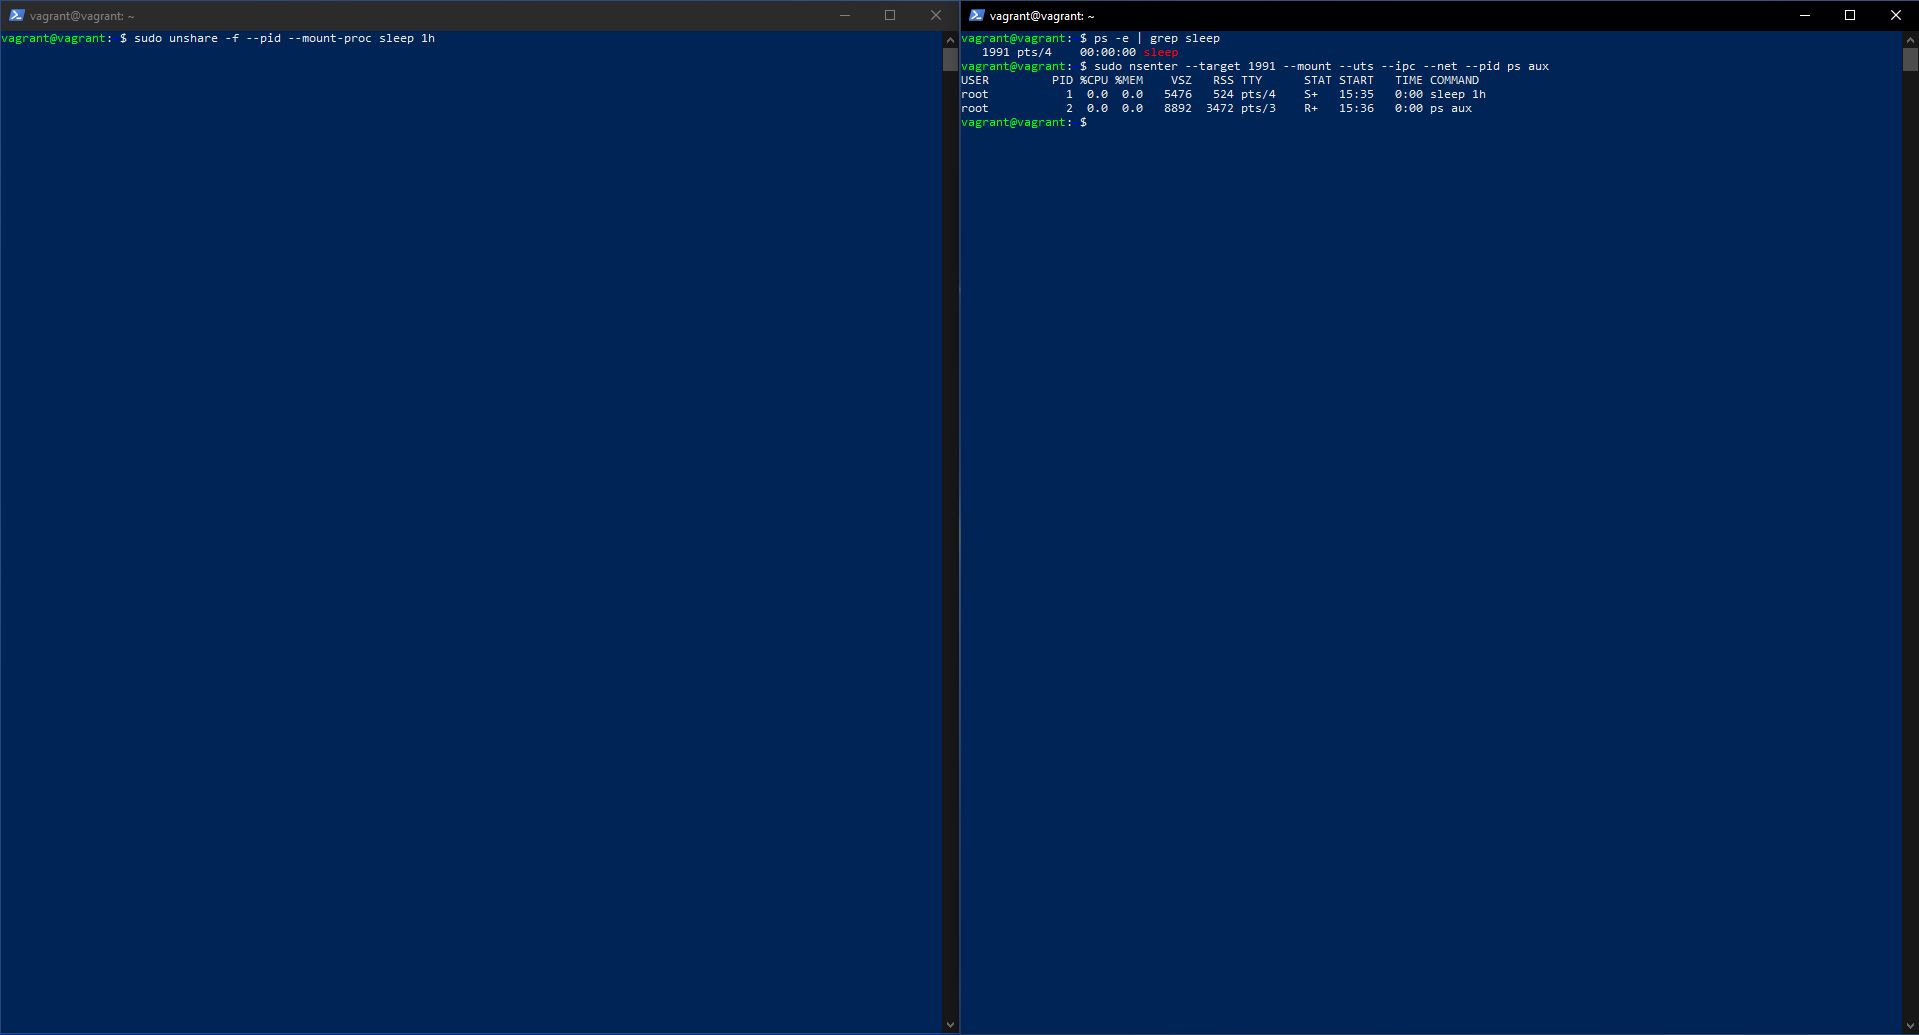 vagrant@vagrant: ~
vagrant@vagrant: $ sudo unshare -f --pid --mount-proc sleep 1h
vagrant@vagrant: ~
vagrant@vagrant: $ ps -e | grep sleep
   1991 pts/4    00:00:00 sleep
vagrant@vagrant: $ sudo nsenter --target 1991 --mount --uts --ipc --net --pid ps aux
USER         PID %CPU %MEM    VSZ   RSS TTY      STAT START   TIME COMMAND
root           1  0.0  0.0   5476   524 pts/4    S+   15:35   0:00 sleep 1h
root           2  0.0  0.0   8892  3472 pts/3    R+   15:36   0:00 ps aux
vagrant@vagrant: $